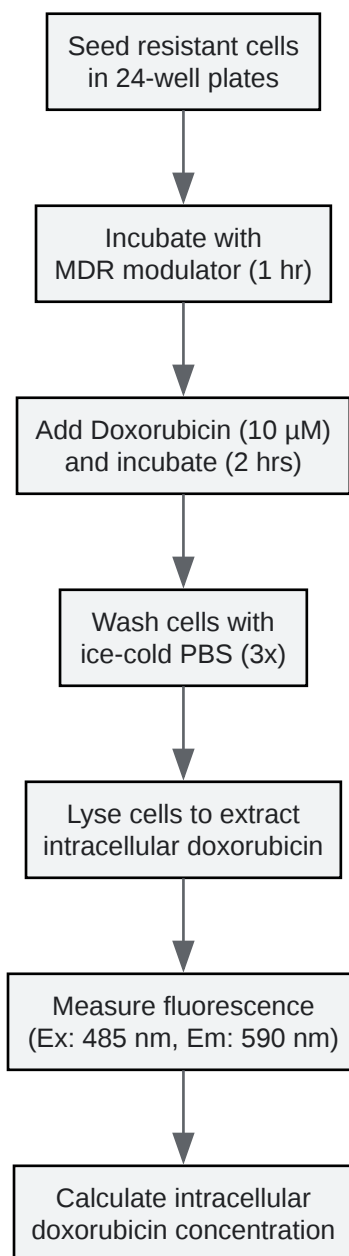 Seed resistant cells
in 24-well plates
Incubate with
MDR modulator (1 hr)
Add Doxorubicin (10 µM)
and incubate (2 hrs)
Wash cells with
ice-cold PBS (3x)
Lyse cells to extract
intracellular doxorubicin
Measure fluorescence
(Ex: 485 nm, Em: 590 nm)
Calculate intracellular
doxorubicin concentration